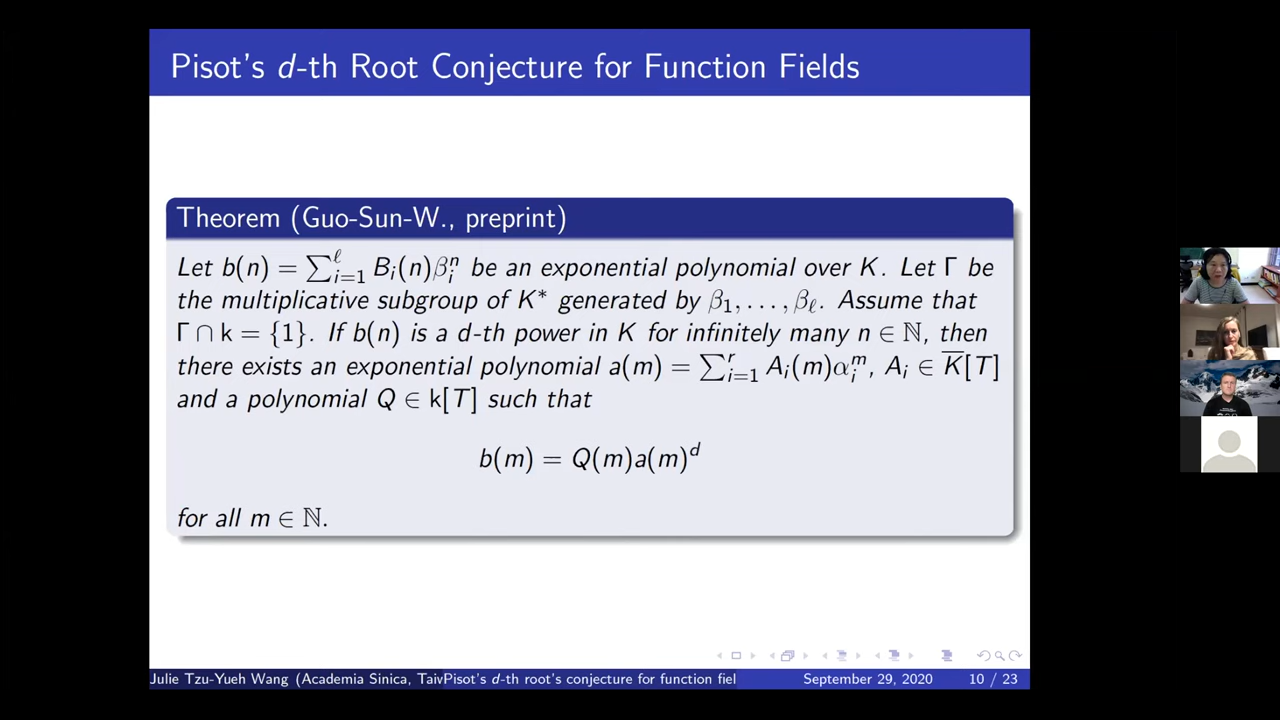 Pisot's d-th Root Conjecture for Function Fields
Theorem (Guo-Sun-W., preprint)
Let b(n) = ∑_{i=1}^{ℓ} B_i(n)β_i^n be an exponential polynomial over K. Let Γ be
the multiplicative subgroup of K* generated by β_1, . . . , β_ℓ. Assume that
Γ ∩ k = {1}. If b(n) is a d-th power in K for infinitely many n ∈ ℕ, then
there exists an exponential polynomial a(m) = ∑_{i=1}^{r} A_i(m)α_i^m, A_i ∈ K̅[T]
and a polynomial Q ∈ k[T] such that
b(m) = Q(m)a(m)^d
for all m ∈ ℕ.
Julie Tzu-Yueh Wang (Academia Sinica, Taiv Pisot's d-th root's conjecture for function fiel September 29, 2020 10 / 23